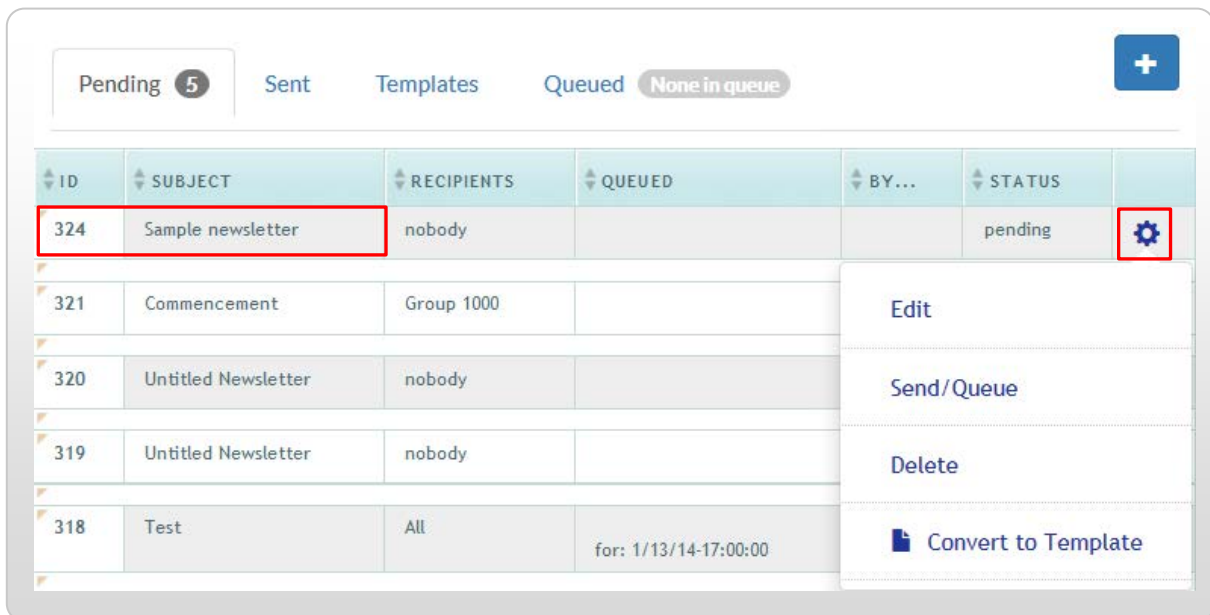 Pending 5 Sent Templates Queued None in queue +
ID SUBJECT RECIPIENTS QUEUED BY... STATUS
324 Sample newsletter nobody pending
321 Commencement Group 1000
Edit
320 Untitled Newsletter nobody
Send/Queue
319 Untitled Newsletter nobody
Delete
318 Test All
for: 1/13/14-17:00:00
Convert to Template